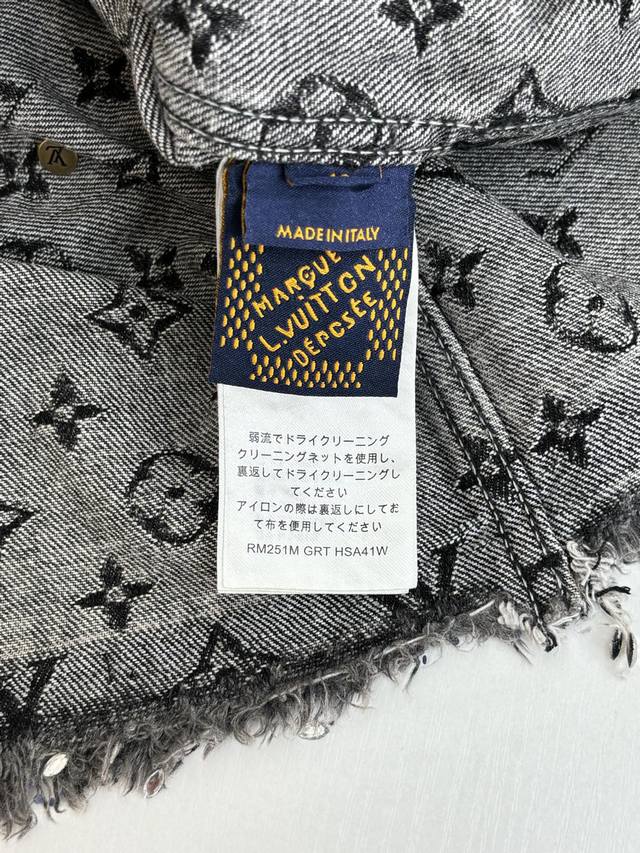 MADE IN ITALY
MARQUE
L.VUITTON
DÉPOSÉE
弱流でドライクリーニング
クリーニングネットを使用し、
裏返してドライクリーニングし
てください
アイロンの際は裏返しにしてお
て布を使用してください
RM251M GRT HSA41W